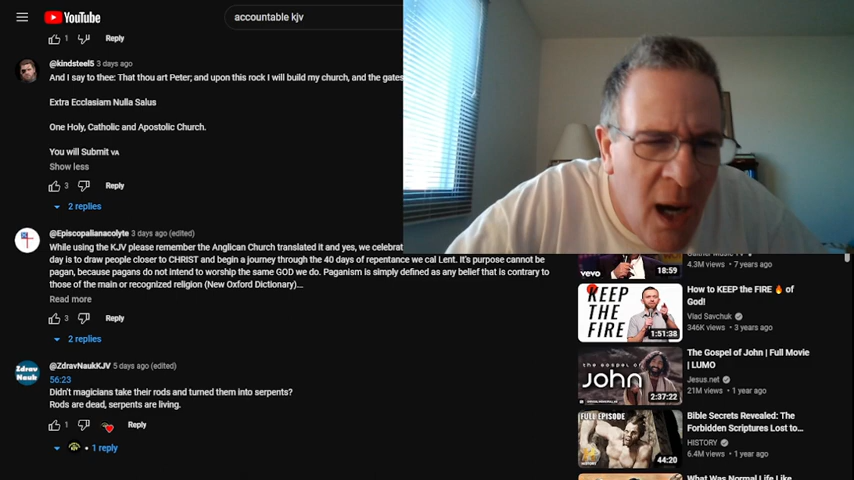 YouTube
accountable kjv
1
Reply
@kindsteel5 3 days ago
And I say to thee: That thou art Peter; and upon this rock I will build my church, and the gates
Extra Ecclasiam Nulla Salus
One Holy, Catholic and Apostolic Church.
You will Submit VA
Show less
3
Reply
2 replies
@Episcopalianacolyte 3 days ago (edited)
While using the KJV please remember the Anglican Church translated it and yes, we celebrat
day is to draw people closer to CHRIST and begin a journey through the 40 days of repentance we cal Lent. It's purpose cannot be
pagan, because pagans do not intend to worship the same GOD we do. Paganism is simply defined as any belief that is contrary to
those of the main or recognized religion (New Oxford Dictionary)...
Read more
3
Reply
2 replies
Zdrav
Nauk
@ZdravNaukKJV 5 days ago (edited)
56:23
Didn't magicians take their rods and turned them into serpents?
Rods are dead, serpents are living.
1
Reply
1 reply
vevo
18:59
4.3M views • 7 years ago
KEEP
THE
FIRE
1:51:38
How to KEEP the FIRE 🔥 of
God!
Vlad Savchuk
346K views • 3 years ago
the gospel of
John
2:37:22
The Gospel of John | Full Movie
| LUMO
Jesus.net
21M views • 1 year ago
FULL EPISODE
44:20
Bible Secrets Revealed: The
Forbidden Scriptures Lost to...
HISTORY
6.4M views • 1 year ago
What Was Normal Life Like